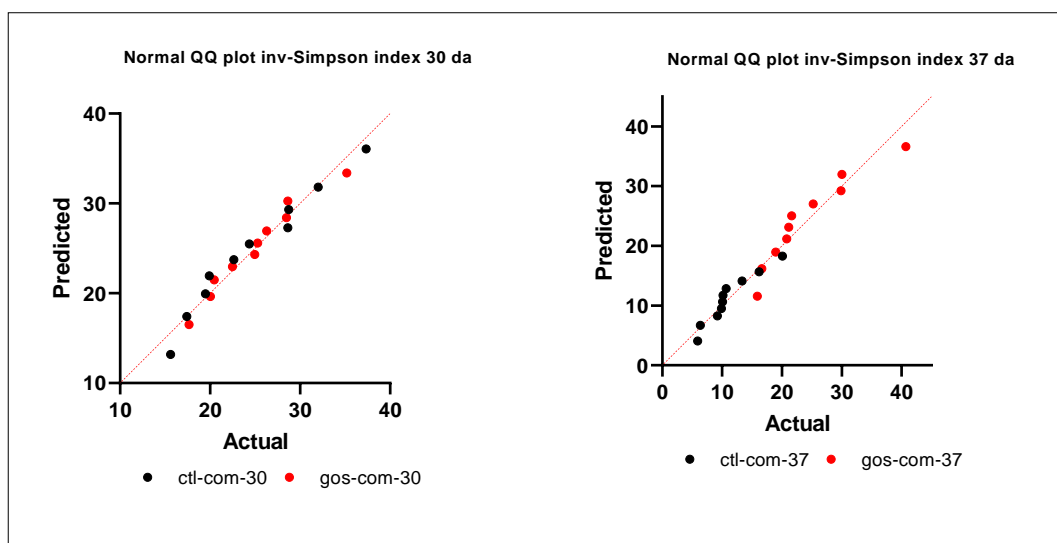 Normal QQ plot inv-Simpson index 30 da
40
30
20
10
Predicted
10 20 30 40
Actual
ctl-com-30 gos-com-30
Normal QQ plot inv-Simpson index 37 da
40
30
20
10
0
Predicted
0 10 20 30 40
Actual
ctl-com-37 gos-com-37